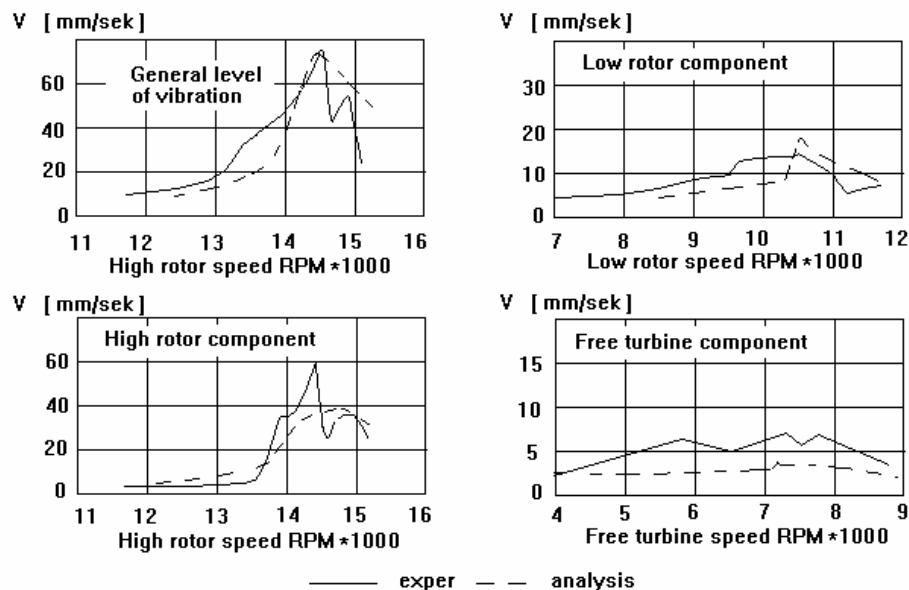 V [ mm/sek ]
General level
of vibration
60
40
20
0
11 12 13 14 15 16
High rotor speed RPM *1000
V [ mm/sek ]
Low rotor component
30
20
10
0
7 8 9 10 11 12
Low rotor speed RPM *1000
V [ mm/sek ]
High rotor component
60
40
20
0
11 12 13 14 15 16
High rotor speed RPM *1000
V [ mm/sek ]
Free turbine component
15
10
5
0
4 5 6 7 8 9
Free turbine speed RPM *1000
exper analysis